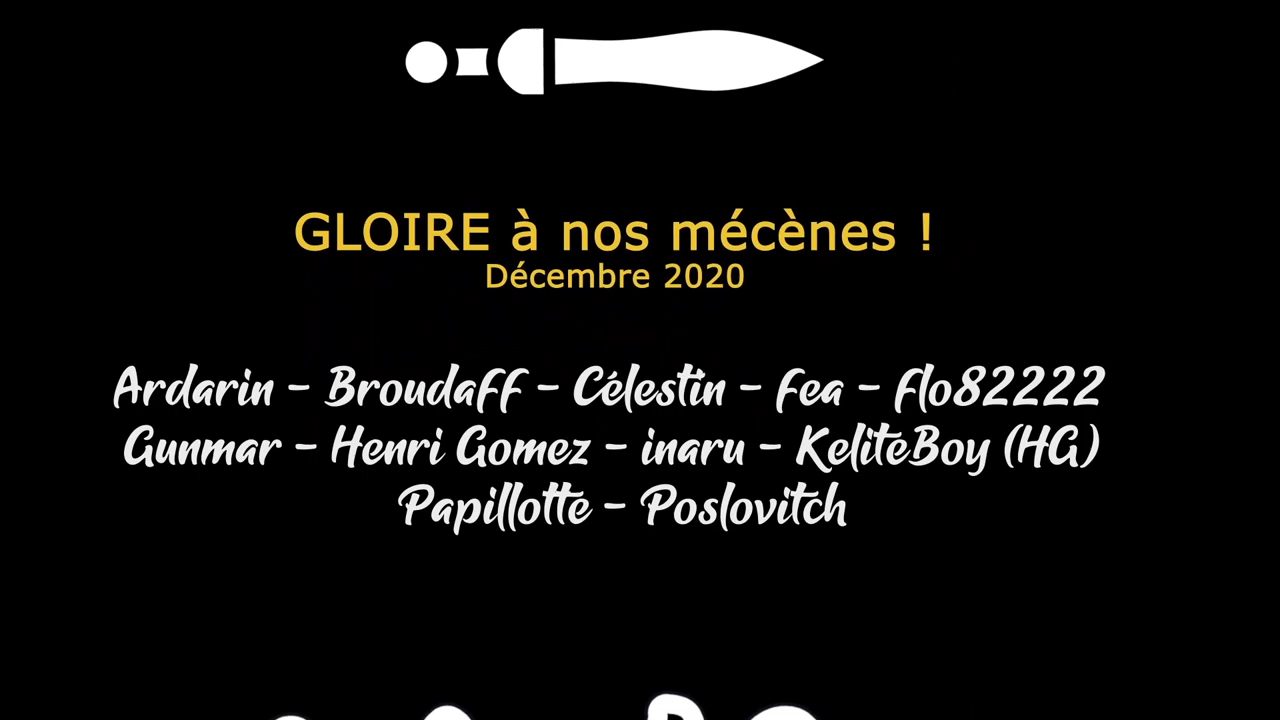 GLOIRE à nos mécènes !
Décembre 2020
Ardarin - Broudaff - Célestin - Fea - Flo82222
Gunmar - Henri Gomez - inaru - KeliteBoy (HG)
Papillotte - Poslovitch